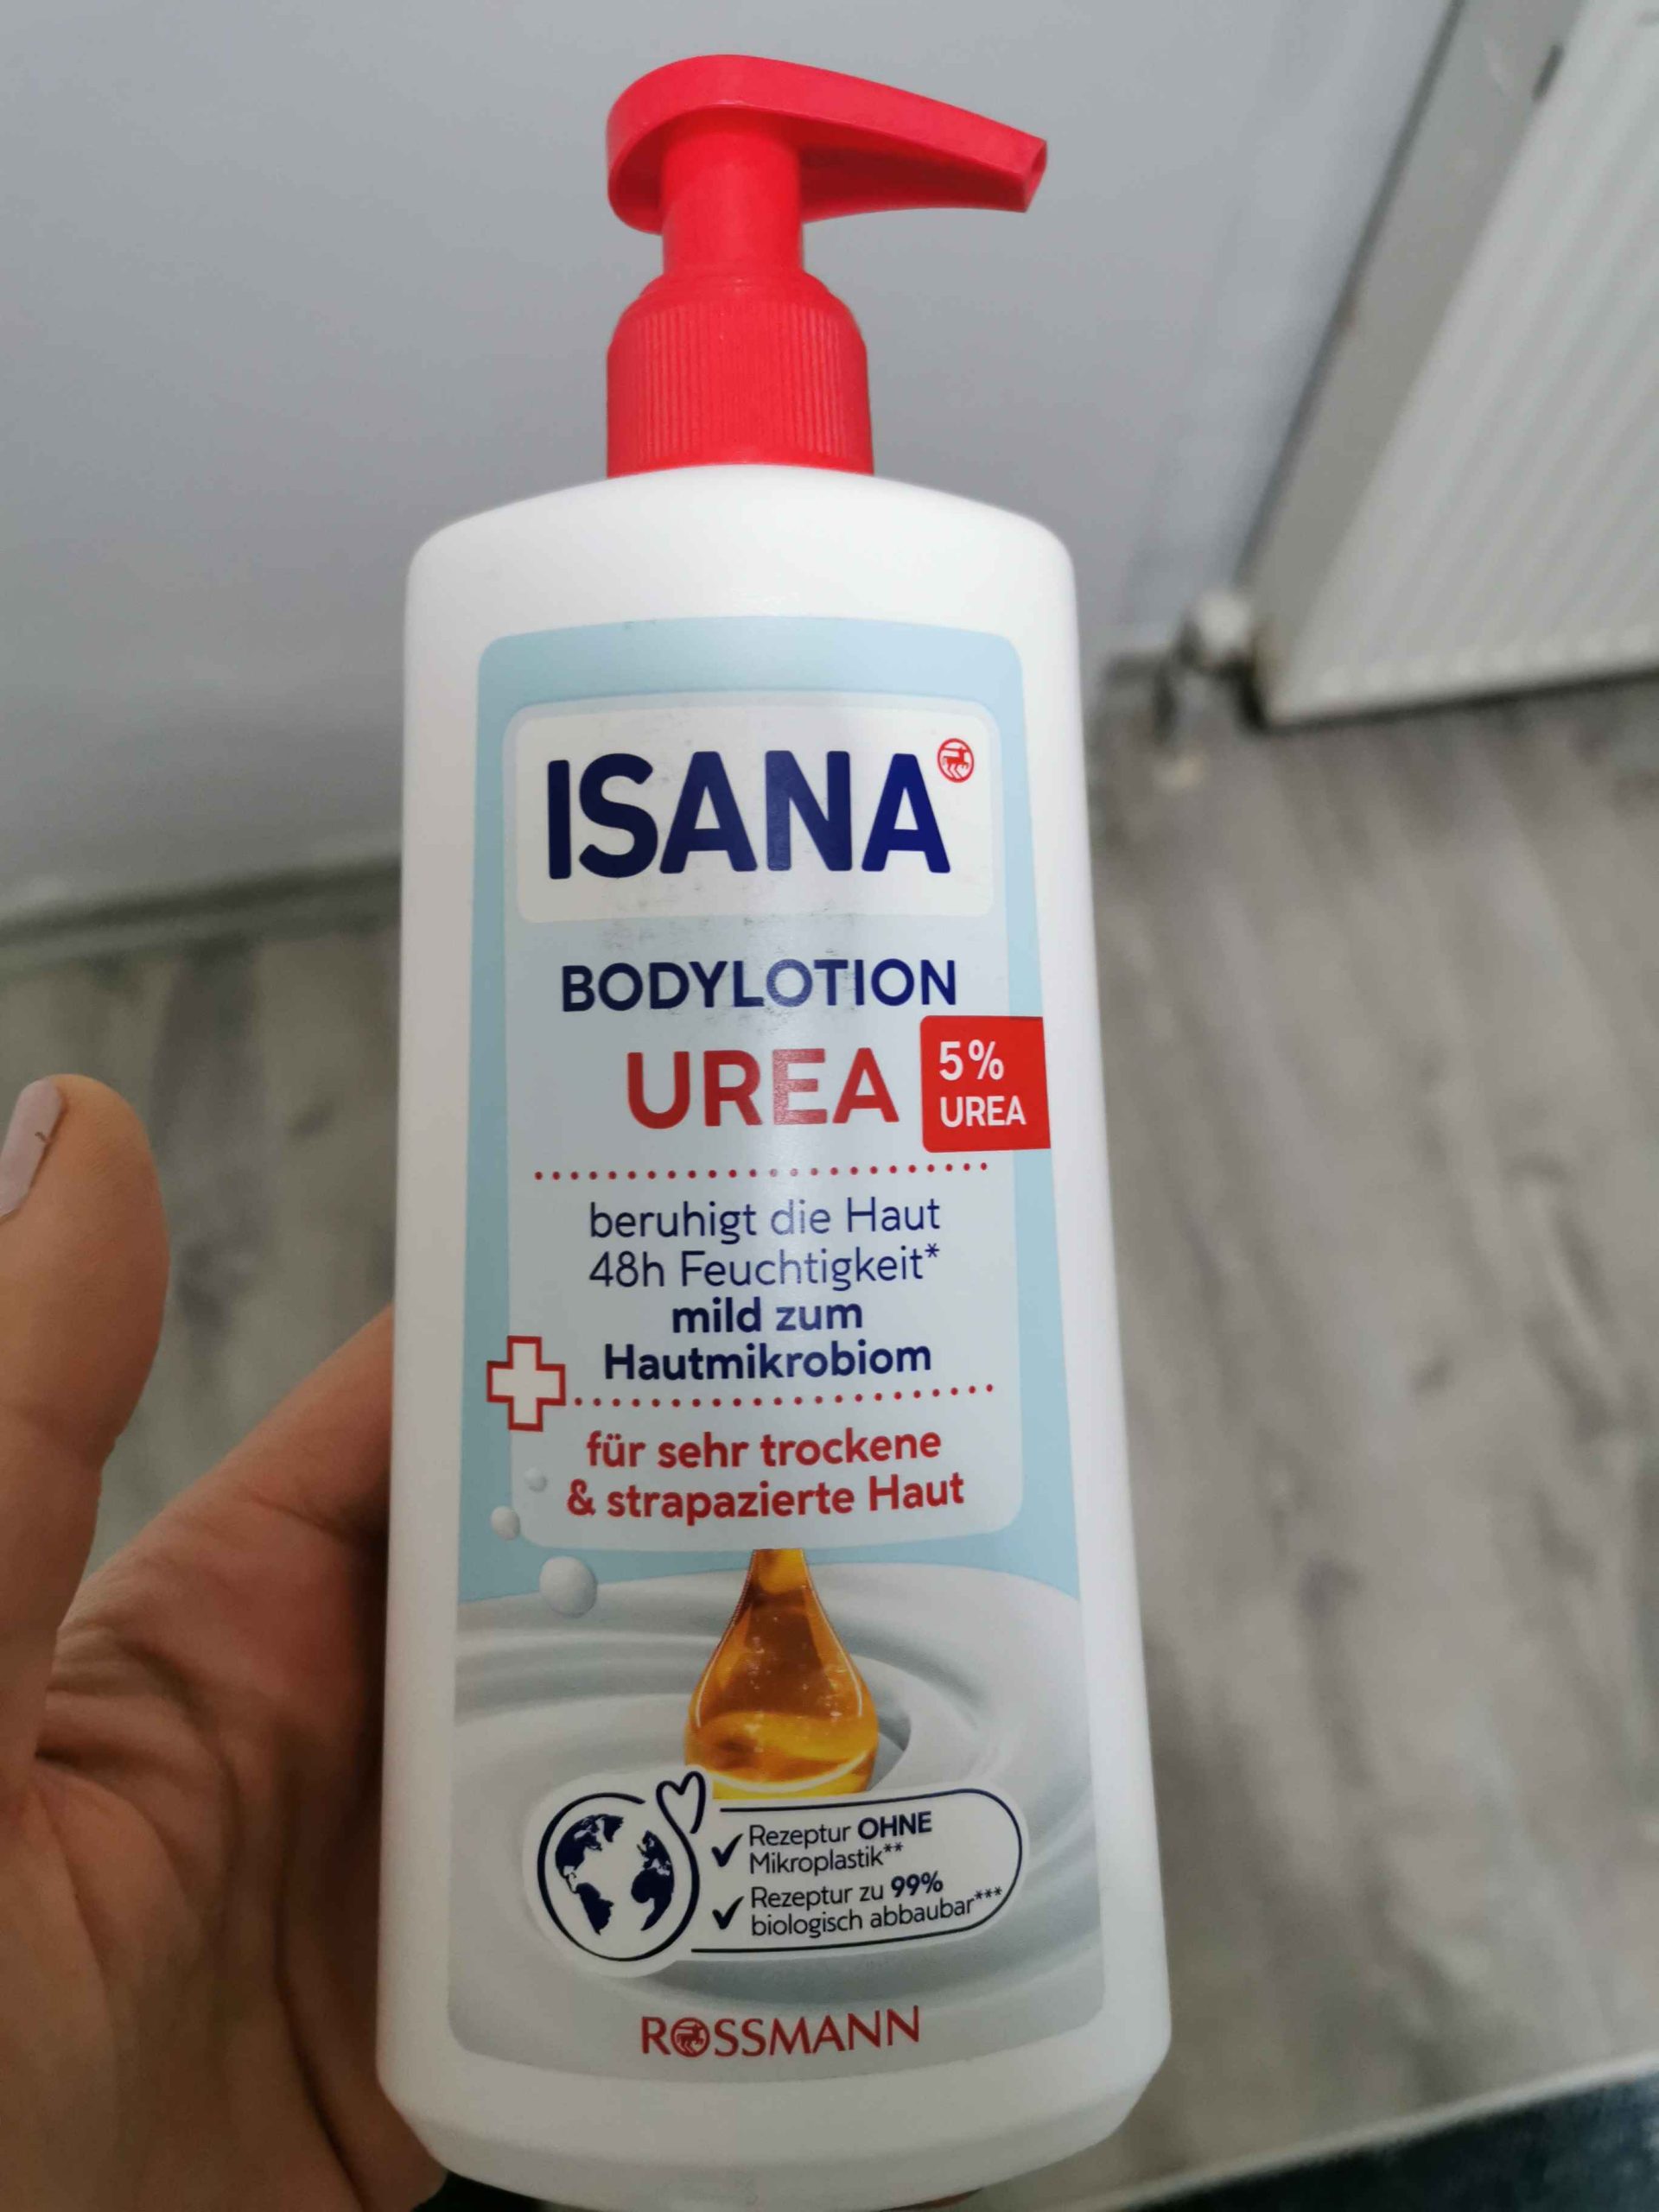 ISANA
BODYLOTION
UREA
5%
UREA
beruhigt die Haut
48h Feuchtigkeit*
mild zum
Hautmikrobiom
für sehr trockene
& strapazierte Haut
Rezeptur OHNE
Mikroplastik**
Rezeptur zu 99%
biologisch abbaubar***
ROSSMANN